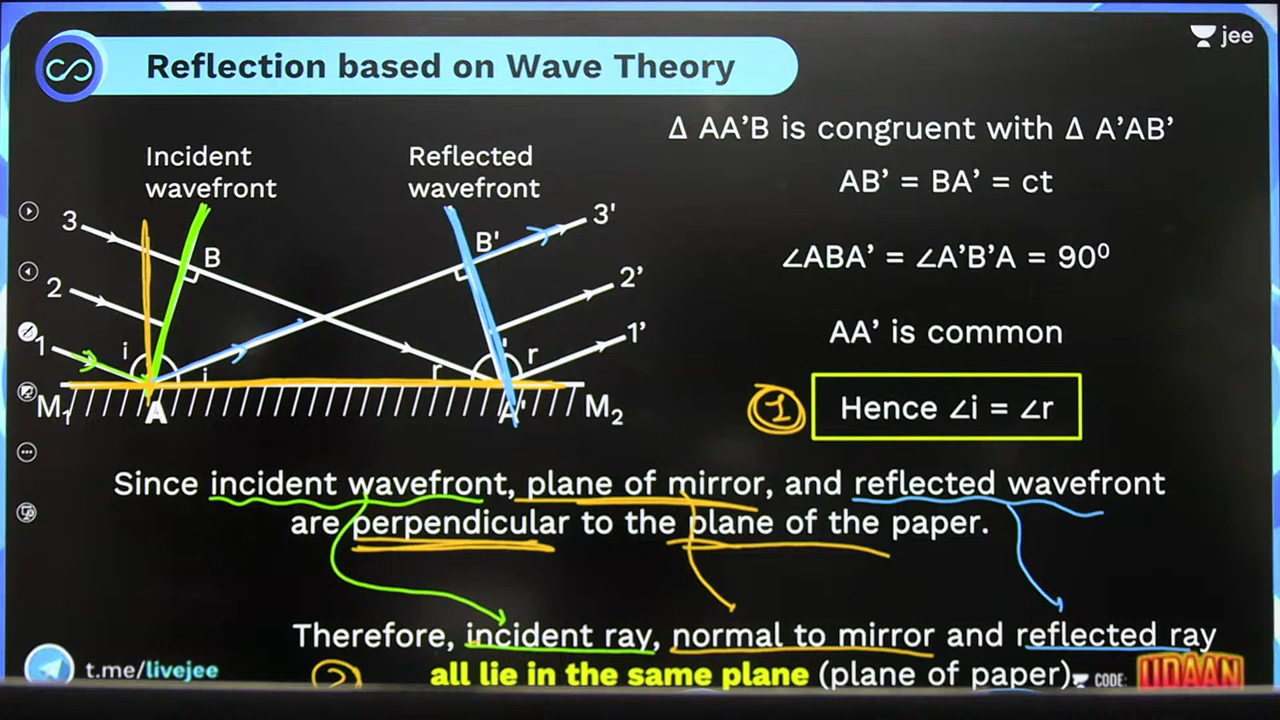 Reflection based on Wave Theory
jee
Δ AA’B is congruent with Δ A’AB’
AB’ = BA’ = ct
∠ABA’ = ∠A’B’A = 90⁰
AA’ is common
1 Hence ∠i = ∠r
Incident
wavefront
Reflected
wavefront
3
B
B'
3'
2
2’
1
i
i
r
r
1’
M₁
A
A'
M₂
Since incident wavefront, plane of mirror, and reflected wavefront
are perpendicular to the plane of the paper.
Therefore, incident ray, normal to mirror and reflected ray
2 all lie in the same plane (plane of paper).
t.me/livejee
CODE: UDAAN